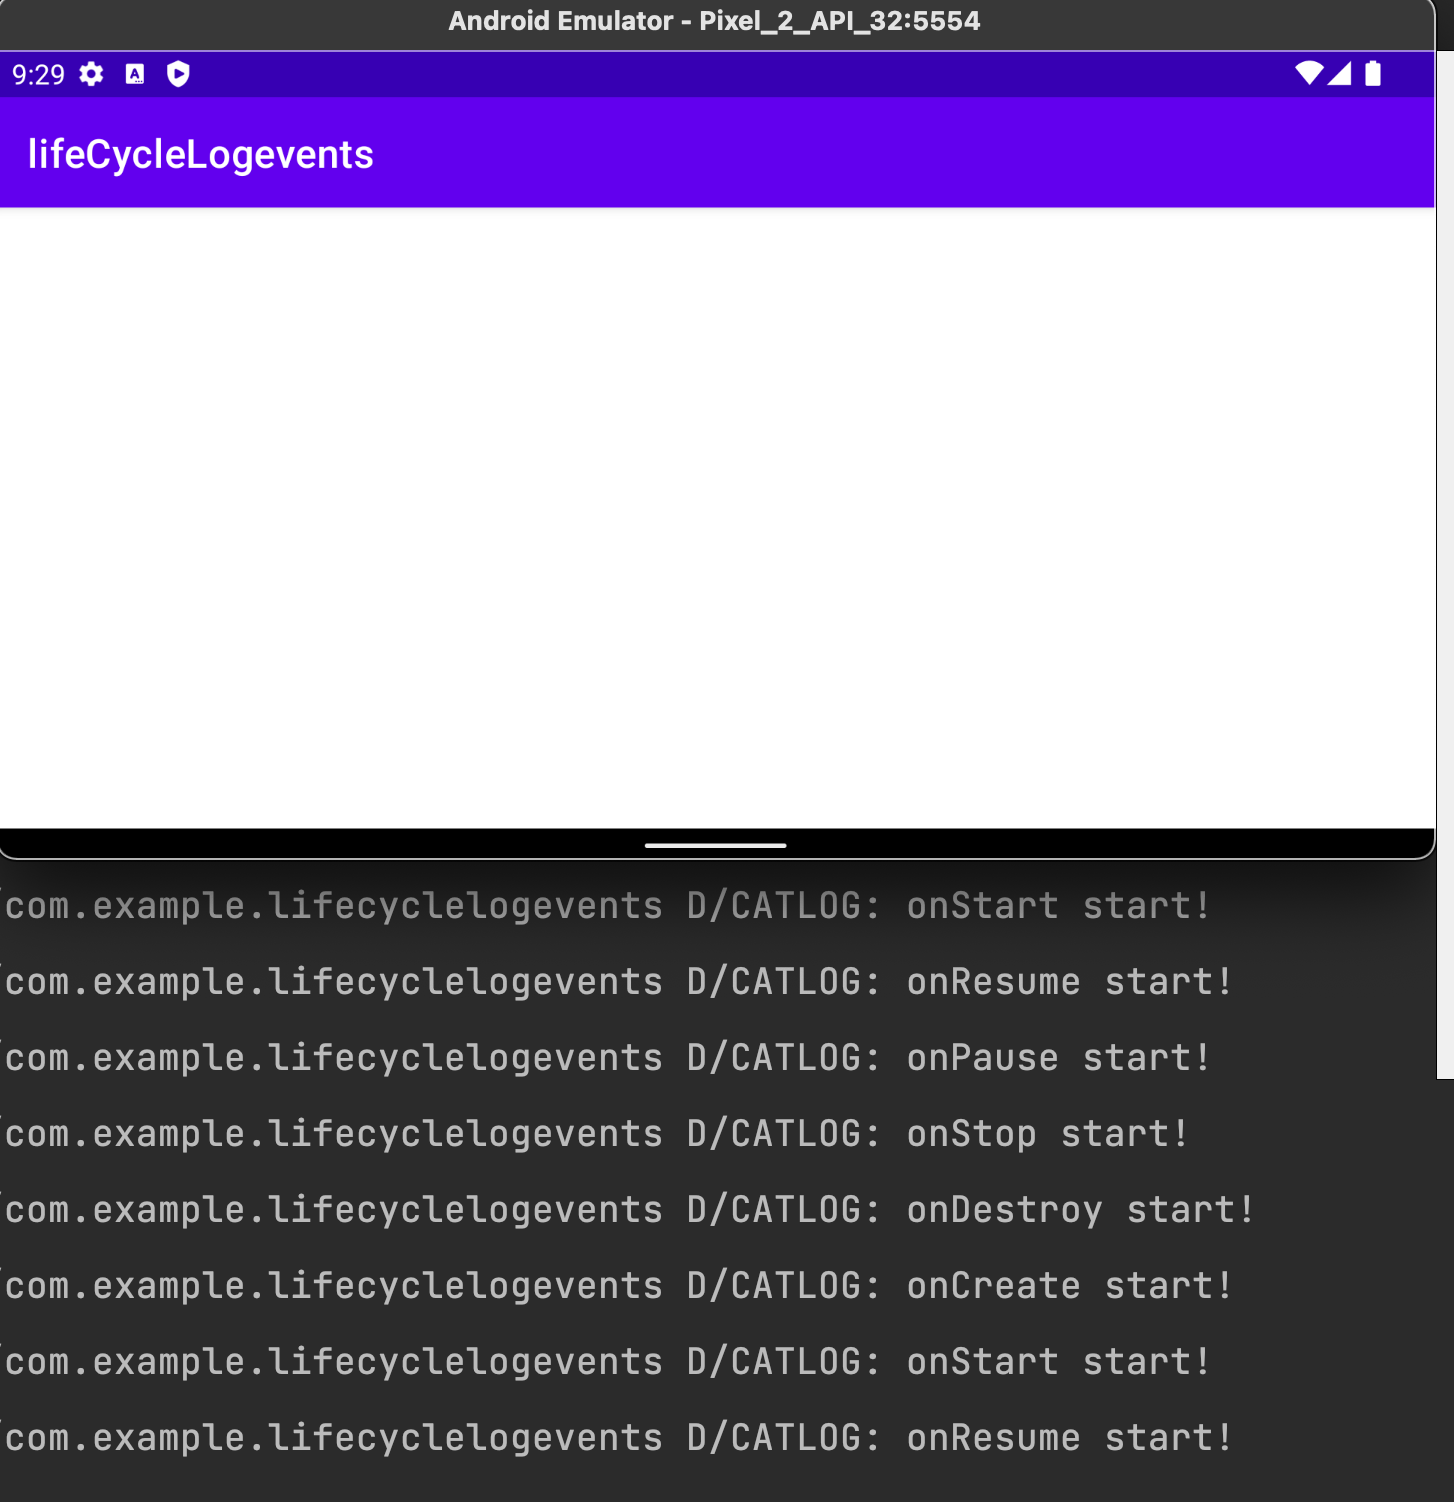 Android Emulator - Pixel_2_API_32:5554
9:29
lifeCycleLogevents
/com.example.lifecyclelogevents D/CATLOG: onStart start!
/com.example.lifecyclelogevents D/CATLOG: onResume start!
/com.example.lifecyclelogevents D/CATLOG: onPause start!
/com.example.lifecyclelogevents D/CATLOG: onStop start!
/com.example.lifecyclelogevents D/CATLOG: onDestroy start!
/com.example.lifecyclelogevents D/CATLOG: onCreate start!
/com.example.lifecyclelogevents D/CATLOG: onStart start!
/com.example.lifecyclelogevents D/CATLOG: onResume start!